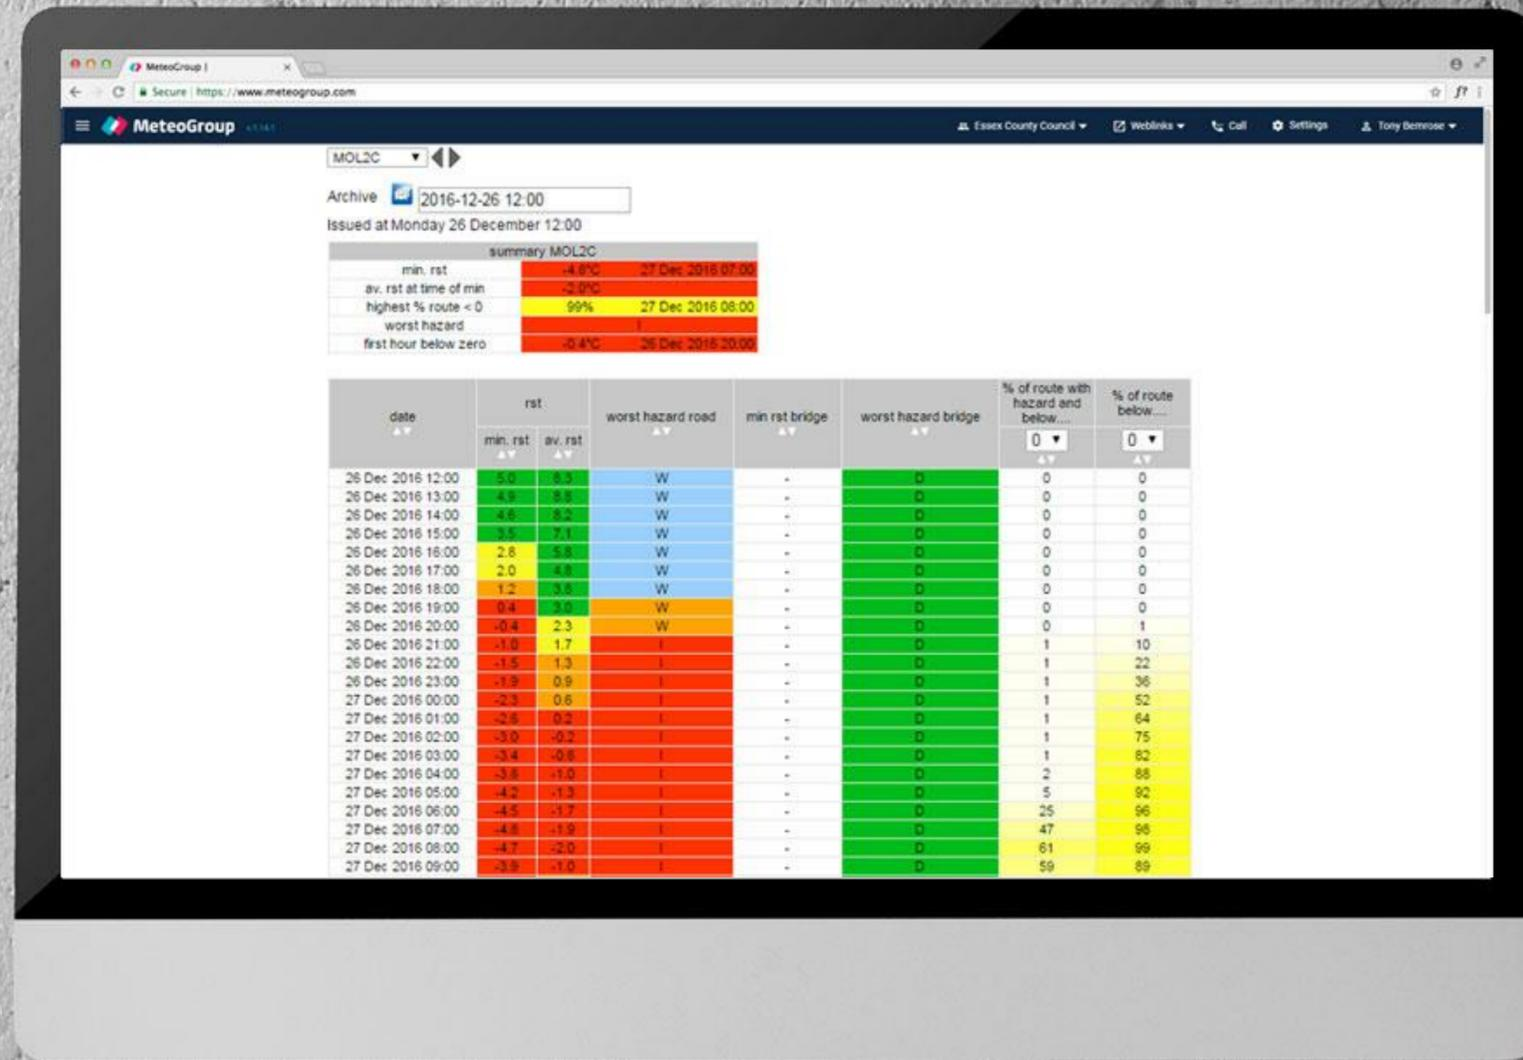 MeteoGroup |
Secure | https://www.meteogroup.com
MeteoGroup Essex County Council Weblinks Call Settings Tony Bemrose
MOL2C
Archive 2016-12-26 12:00
Issued at Monday 26 December 12:00
summary MOL2C
min. rst -4.8°C 27 Dec 2016 07:00
av. rst at time of min -2.0°C
highest % route < 0 99% 27 Dec 2016 08:00
worst hazard I
first hour below zero -0.4°C 26 Dec 2016 20:00
date rst worst hazard road min rst bridge worst hazard bridge % of route with hazard and below.... % of route below....
min. rst av. rst 0 0
26 Dec 2016 12:00 5.0 8.3 W - D 0 0
26 Dec 2016 13:00 4.9 8.8 W - D 0 0
26 Dec 2016 14:00 4.6 8.2 W - D 0 0
26 Dec 2016 15:00 3.5 7.1 W - D 0 0
26 Dec 2016 16:00 2.8 5.8 W - D 0 0
26 Dec 2016 17:00 2.0 4.8 W - D 0 0
26 Dec 2016 18:00 1.2 3.8 W - D 0 0
26 Dec 2016 19:00 0.4 3.0 W - D 0 0
26 Dec 2016 20:00 -0.4 2.3 W - D 0 1
26 Dec 2016 21:00 -1.0 1.7 I - D 1 10
26 Dec 2016 22:00 -1.5 1.3 I - D 1 22
26 Dec 2016 23:00 -1.9 0.9 I - D 1 36
27 Dec 2016 00:00 -2.3 0.6 I - D 1 52
27 Dec 2016 01:00 -2.6 0.2 I - D 1 64
27 Dec 2016 02:00 -3.0 -0.2 I - D 1 75
27 Dec 2016 03:00 -3.4 -0.6 I - D 1 82
27 Dec 2016 04:00 -3.8 -1.0 I - D 2 88
27 Dec 2016 05:00 -4.2 -1.3 I - D 5 92
27 Dec 2016 06:00 -4.5 -1.7 I - D 25 96
27 Dec 2016 07:00 -4.8 -1.9 I - D 47 98
27 Dec 2016 08:00 -4.7 -2.0 I - D 61 99
27 Dec 2016 09:00 -3.9 -1.0 I - D 59 89